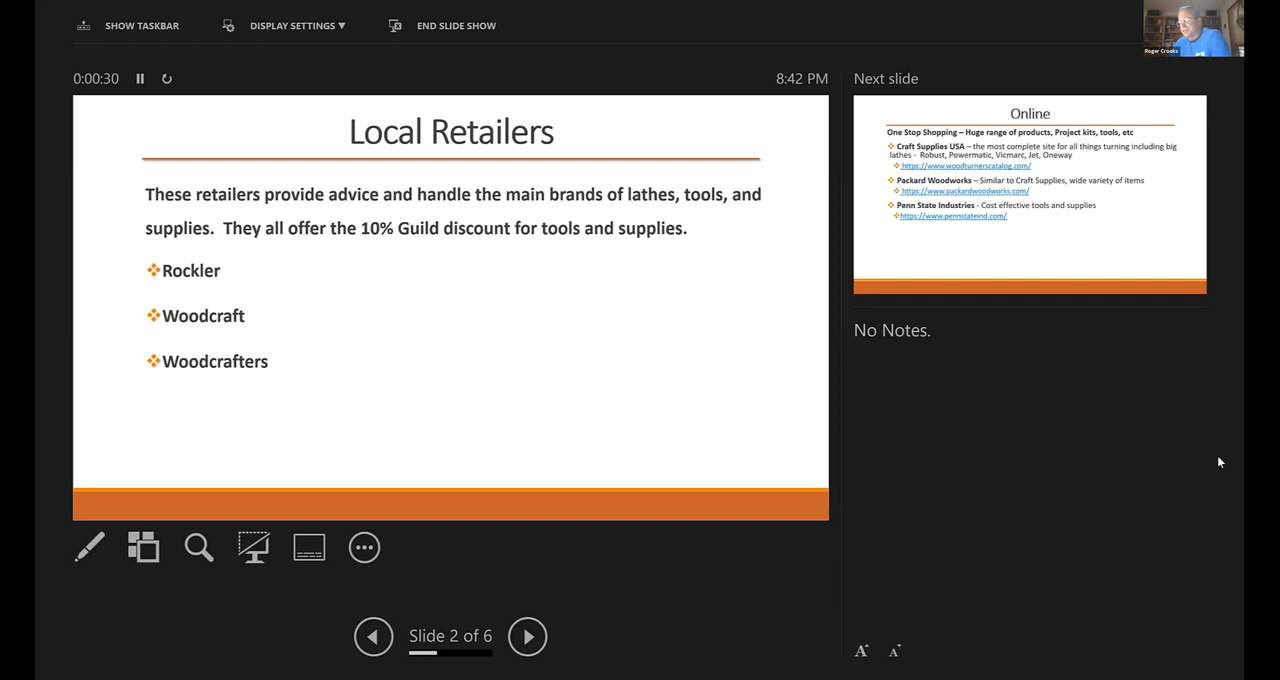 SHOW TASKBAR
DISPLAY SETTINGS ▼
END SLIDE SHOW
Roger Crooks
0:00:30
8:42 PM
Local Retailers
These retailers provide advice and handle the main brands of lathes, tools, and
supplies.  They all offer the 10% Guild discount for tools and supplies.
❖Rockler
❖Woodcraft
❖Woodcrafters
Slide 2 of 6
Next slide
Online
One Stop Shopping – Huge range of products, Project kits, tools, etc
❖ Craft Supplies USA – the most complete site for all things turning including big
lathes -  Robust, Powermatic, Vicmarc, Jet, Oneway
❖ https://www.woodturnerscatalog.com/
❖ Packard Woodworks – Similar to Craft Supplies, wide variety of items
❖ https://www.packardwoodworks.com/
❖ Penn State Industries - Cost effective tools and supplies
❖https://www.pennstateind.com/
No Notes.
A A